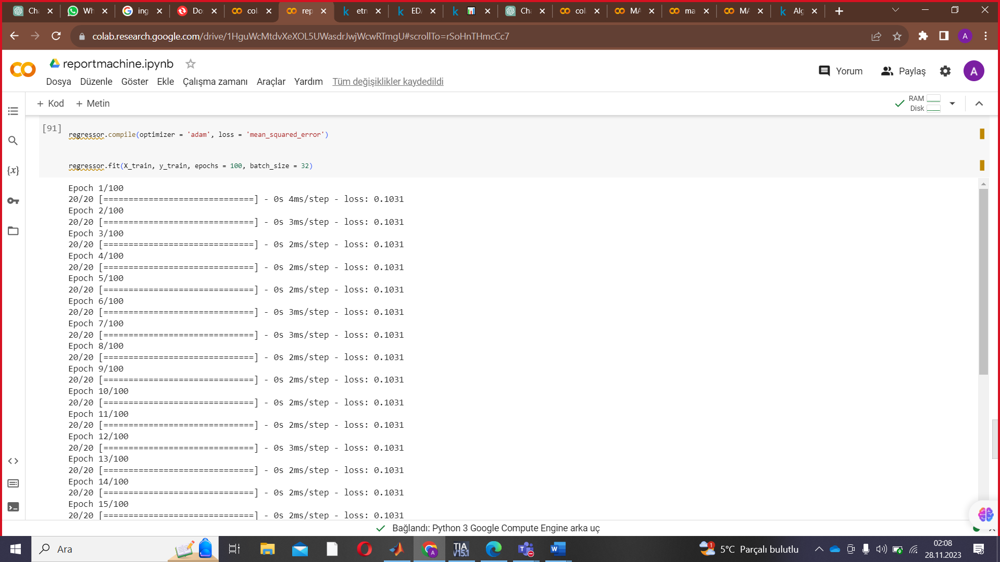 Ch
Wh
ing
Do
col
rep
etn
ED
Ch
col
MA
ma
MA
Alg
colab.research.google.com/drive/1HguWcMtdvXeXOL5UWasdrJwjWcwRTmgU#scrollTo=rSoHnTHmcCc7
A
reportmachine.ipynb
Yorum
Paylaş
A
Dosya Düzenle Göster Ekle Çalışma zamanı Araçlar Yardım Tüm değişiklikler kaydedildi
+ Kod + Metin
RAM
Disk
{x}
[91]
regressor.compile(optimizer = 'adam', loss = 'mean_squared_error')
regressor.fit(X_train, y_train, epochs = 100, batch_size = 32)
Epoch 1/100
20/20 [==============================] - 0s 4ms/step - loss: 0.1031
Epoch 2/100
20/20 [==============================] - 0s 3ms/step - loss: 0.1031
Epoch 3/100
20/20 [==============================] - 0s 2ms/step - loss: 0.1031
Epoch 4/100
20/20 [==============================] - 0s 2ms/step - loss: 0.1031
Epoch 5/100
20/20 [==============================] - 0s 2ms/step - loss: 0.1031
Epoch 6/100
20/20 [==============================] - 0s 3ms/step - loss: 0.1031
Epoch 7/100
20/20 [==============================] - 0s 3ms/step - loss: 0.1031
Epoch 8/100
20/20 [==============================] - 0s 2ms/step - loss: 0.1031
Epoch 9/100
20/20 [==============================] - 0s 2ms/step - loss: 0.1031
Epoch 10/100
20/20 [==============================] - 0s 2ms/step - loss: 0.1031
Epoch 11/100
20/20 [==============================] - 0s 2ms/step - loss: 0.1031
Epoch 12/100
20/20 [==============================] - 0s 3ms/step - loss: 0.1031
Epoch 13/100
20/20 [==============================] - 0s 2ms/step - loss: 0.1031
Epoch 14/100
20/20 [==============================] - 0s 2ms/step - loss: 0.1031
Epoch 15/100
20/20 [==============================] - 0s 2ms/step - loss: 0.1031
Bağlandı: Python 3 Google Compute Engine arka uç
Ara
TIA
V15.1
5°C Parçalı bulutlu
02:08
28.11.2023